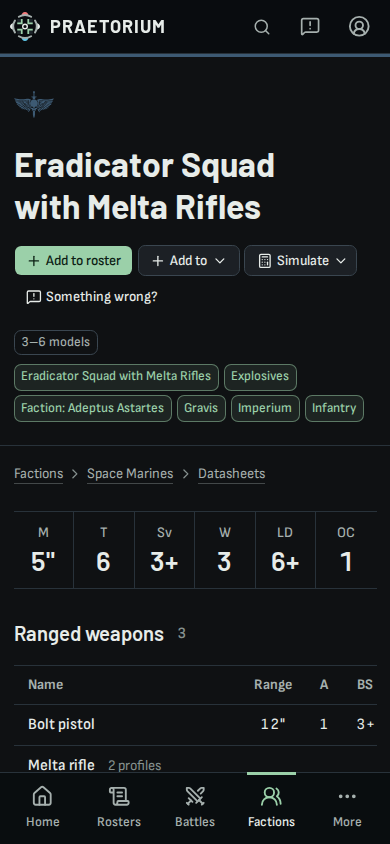 PRAETORIUM
Eradicator Squad
with Melta Rifles
Add to roster
Add to
Simulate
Something wrong?
3–6 models
Eradicator Squad with Melta Rifles
Explosives
Faction: Adeptus Astartes
Gravis
Imperium
Infantry
Factions
Space Marines
Datasheets
M T Sv W LD OC
5" 6 3+ 3 6+ 1
Ranged weapons 3
Name Range A BS
Bolt pistol 12" 1 3+
Melta rifle 2 profiles
Home Rosters Battles Factions More